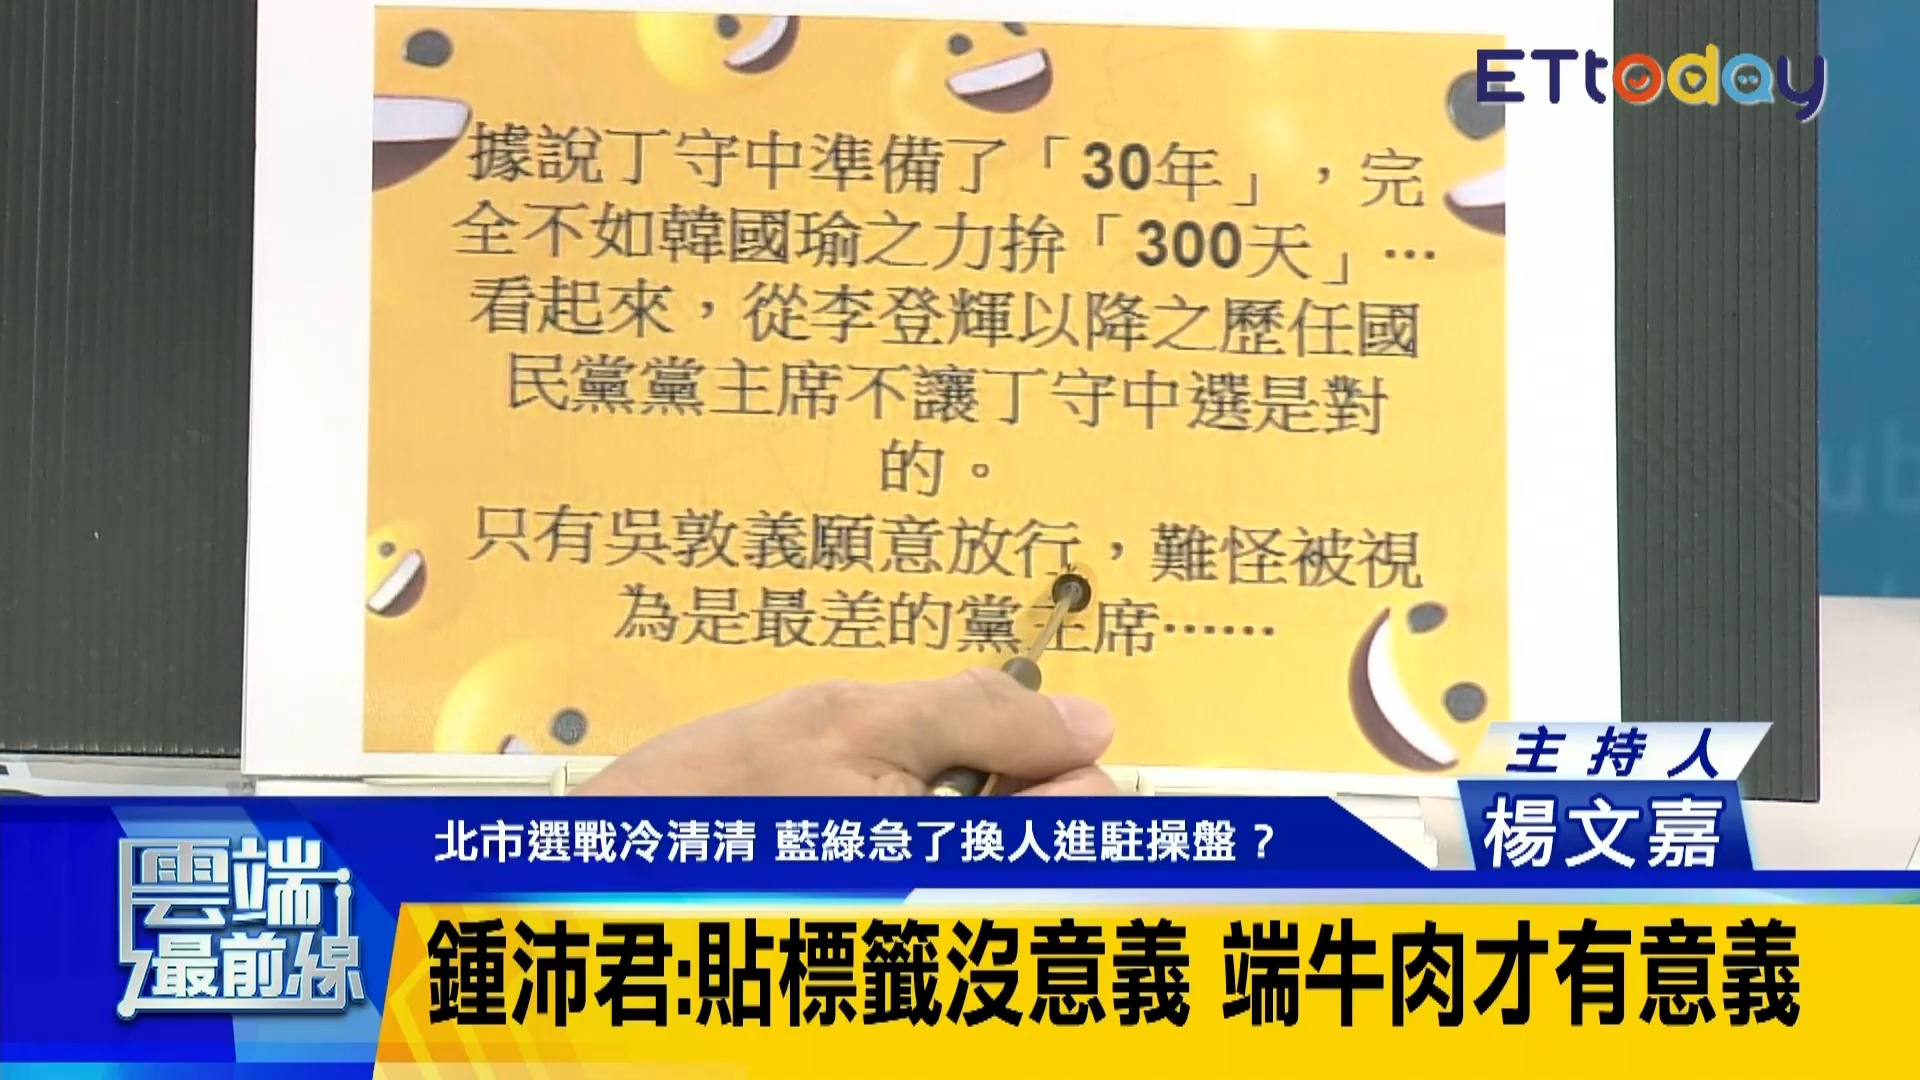 ETtoday
據說丁守中準備了「30年」，完
全不如韓國瑜之力拚「300天」…
看起來，從李登輝以降之歷任國
民黨黨主席不讓丁守中選是對
的。
只有吳敦義願意放行，難怪被視
為是最差的黨主席……
主持人
楊文嘉
北市選戰冷清清 藍綠急了換人進駐操盤？
雲端最前線
鍾沛君:貼標籤沒意義 端牛肉才有意義